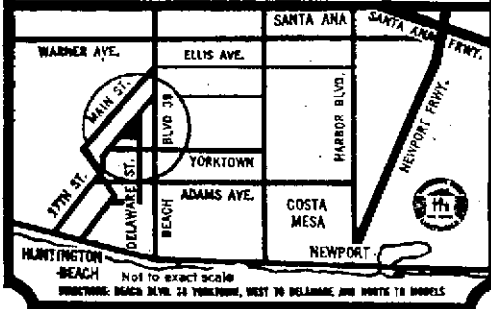 SANTA ANA
SANTA ANA FRWY.
WARNER AVE.
ELLIS AVE.
MAIN ST.
BLVD 39
HARBOR BLVD.
NEWPORT FRWY.
YORKTOWN
17TH ST.
DELAWARE ST.
BEACH
ADAMS AVE.
COSTA
MESA
NEWPORT
HUNTINGTON
BEACH
Not to exact scale
DIRECTIONS: BEACH BLVD. TO YORKTOWN, WEST TO DELAWARE, AND NORTH TO MODELS